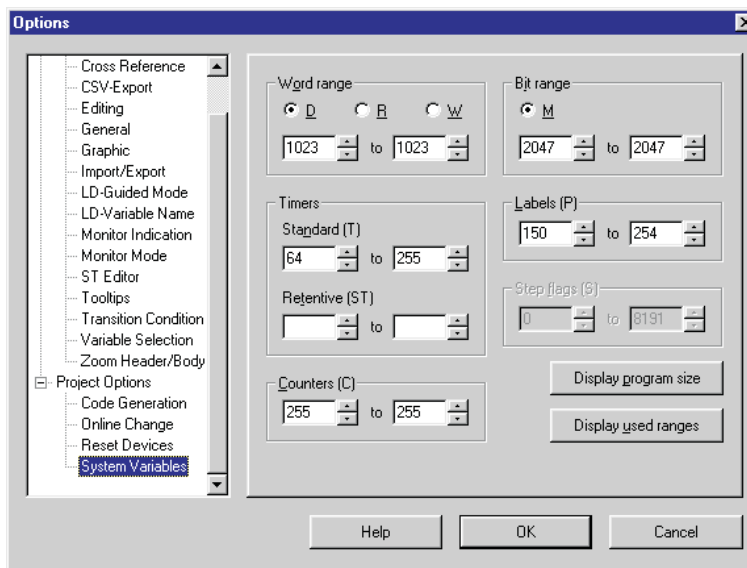 Options
Cross Reference
CSV-Export
Editing
General
Graphic
Import/Export
LD-Guided Mode
LD-Variable Name
Monitor Indication
Monitor Mode
ST Editor
Tooltips
Transition Condition
Variable Selection
Zoom Header/Body
Project Options
Code Generation
Online Change
Reset Devices
System Variables
Word range
D R W
1023 to 1023
Bit range
M
2047 to 2047
Timers
Standard (T)
64 to 255
Retentive (ST)
to
Labels (P)
150 to 254
Step flags (S)
0 to 8191
Counters (C)
255 to 255
Display program size
Display used ranges
Help OK Cancel